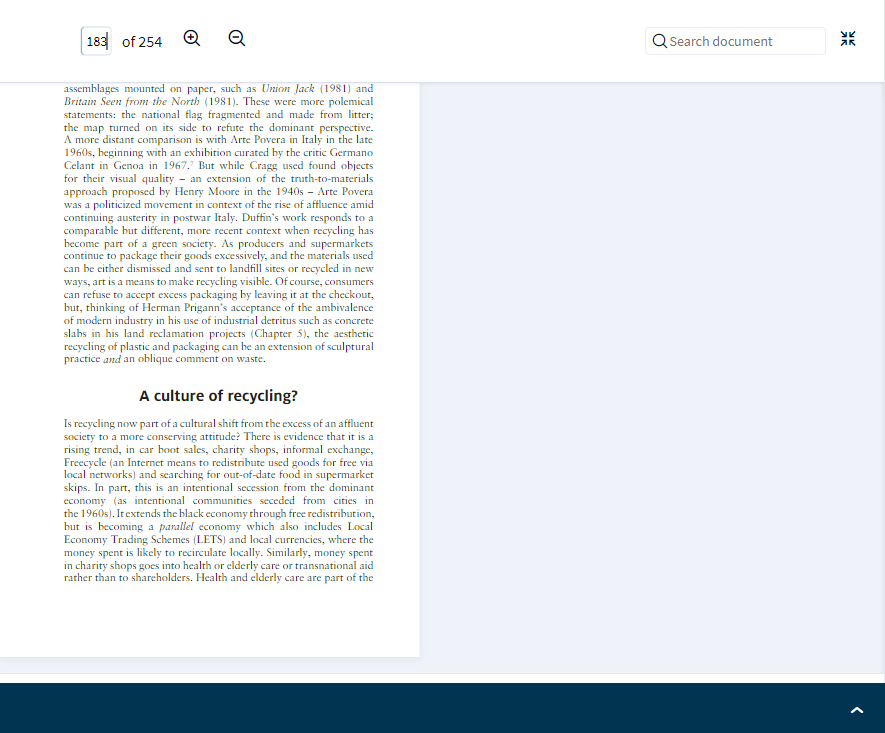 183 of 254 Search document
assemblages mounted on paper, such as Union Jack (1981) and
Britain Seen from the North (1981). These were more polemical
statements: the national flag fragmented and made from litter;
the map turned on its side to refute the dominant perspective.
A more distant comparison is with Arte Povera in Italy in the late
1960s, beginning with an exhibition curated by the critic Germano
Celant in Genoa in 1967.7 But while Cragg used found objects
for their visual quality – an extension of the truth-to-materials
approach proposed by Henry Moore in the 1940s – Arte Povera
was a politicized movement in context of the rise of affluence amid
continuing austerity in postwar Italy. Duffin's work responds to a
comparable but different, more recent context when recycling has
become part of a green society. As producers and supermarkets
continue to package their goods excessively, and the materials used
can be either dismissed and sent to landfill sites or recycled in new
ways, art is a means to make recycling visible. Of course, consumers
can refuse to accept excess packaging by leaving it at the checkout,
but, thinking of Herman Prigann's acceptance of the ambivalence
of modern industry in his use of industrial detritus such as concrete
slabs in his land reclamation projects (Chapter 5), the aesthetic
recycling of plastic and packaging can be an extension of sculptural
practice and an oblique comment on waste.
A culture of recycling?
Is recycling now part of a cultural shift from the excess of an affluent
society to a more conserving attitude? There is evidence that it is a
rising trend, in car boot sales, charity shops, informal exchange,
Freecycle (an Internet means to redistribute used goods for free via
local networks) and searching for out-of-date food in supermarket
skips. In part, this is an intentional secession from the dominant
economy (as intentional communities seceded from cities in
the 1960s). It extends the black economy through free redistribution,
but is becoming a parallel economy which also includes Local
Economy Trading Schemes (LETS) and local currencies, where the
money spent is likely to recirculate locally. Similarly, money spent
in charity shops goes into health or elderly care or transnational aid
rather than to shareholders. Health and elderly care are part of the